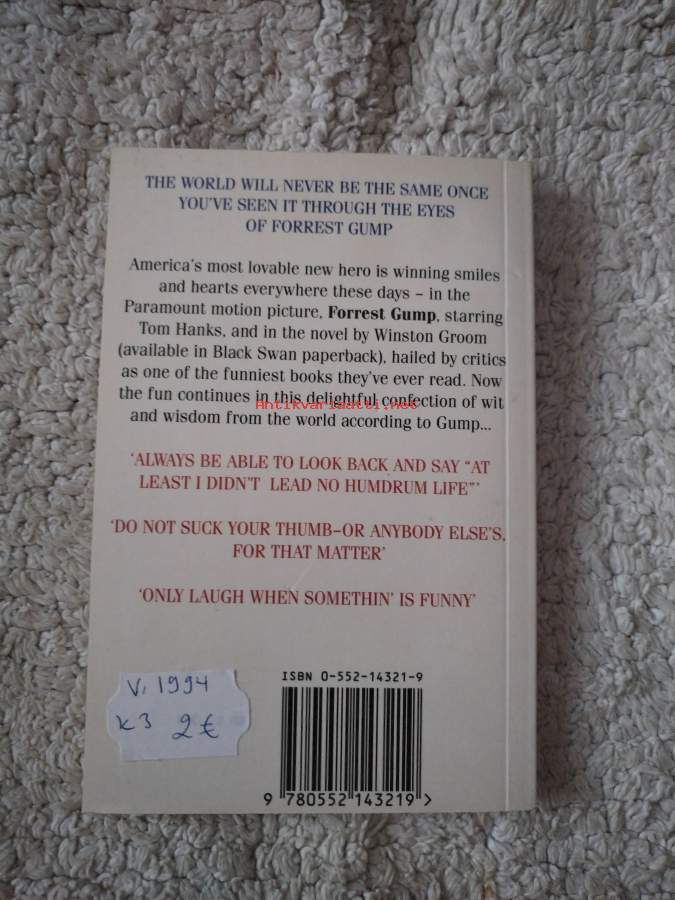 THE WORLD WILL NEVER BE THE SAME ONCE
YOU'VE SEEN IT THROUGH THE EYES
OF FORREST GUMP
America's most lovable new hero is winning smiles
and hearts everywhere these days – in the
Paramount motion picture, Forrest Gump, starring
Tom Hanks, and in the novel by Winston Groom
(available in Black Swan paperback), hailed by critics
as one of the funniest books they've ever read. Now
the fun continues in this delightful confection of wit
Antikvariaatti.net
and wisdom from the world according to Gump...
'ALWAYS BE ABLE TO LOOK BACK AND SAY "AT
LEAST I DIDN'T LEAD NO HUMDRUM LIFE"'
'DO NOT SUCK YOUR THUMB–OR ANYBODY ELSE'S,
FOR THAT MATTER'
'ONLY LAUGH WHEN SOMETHIN' IS FUNNY'
V. 1994
K3 2€
ISBN 0-552-14321-9
9 780552 143219 >